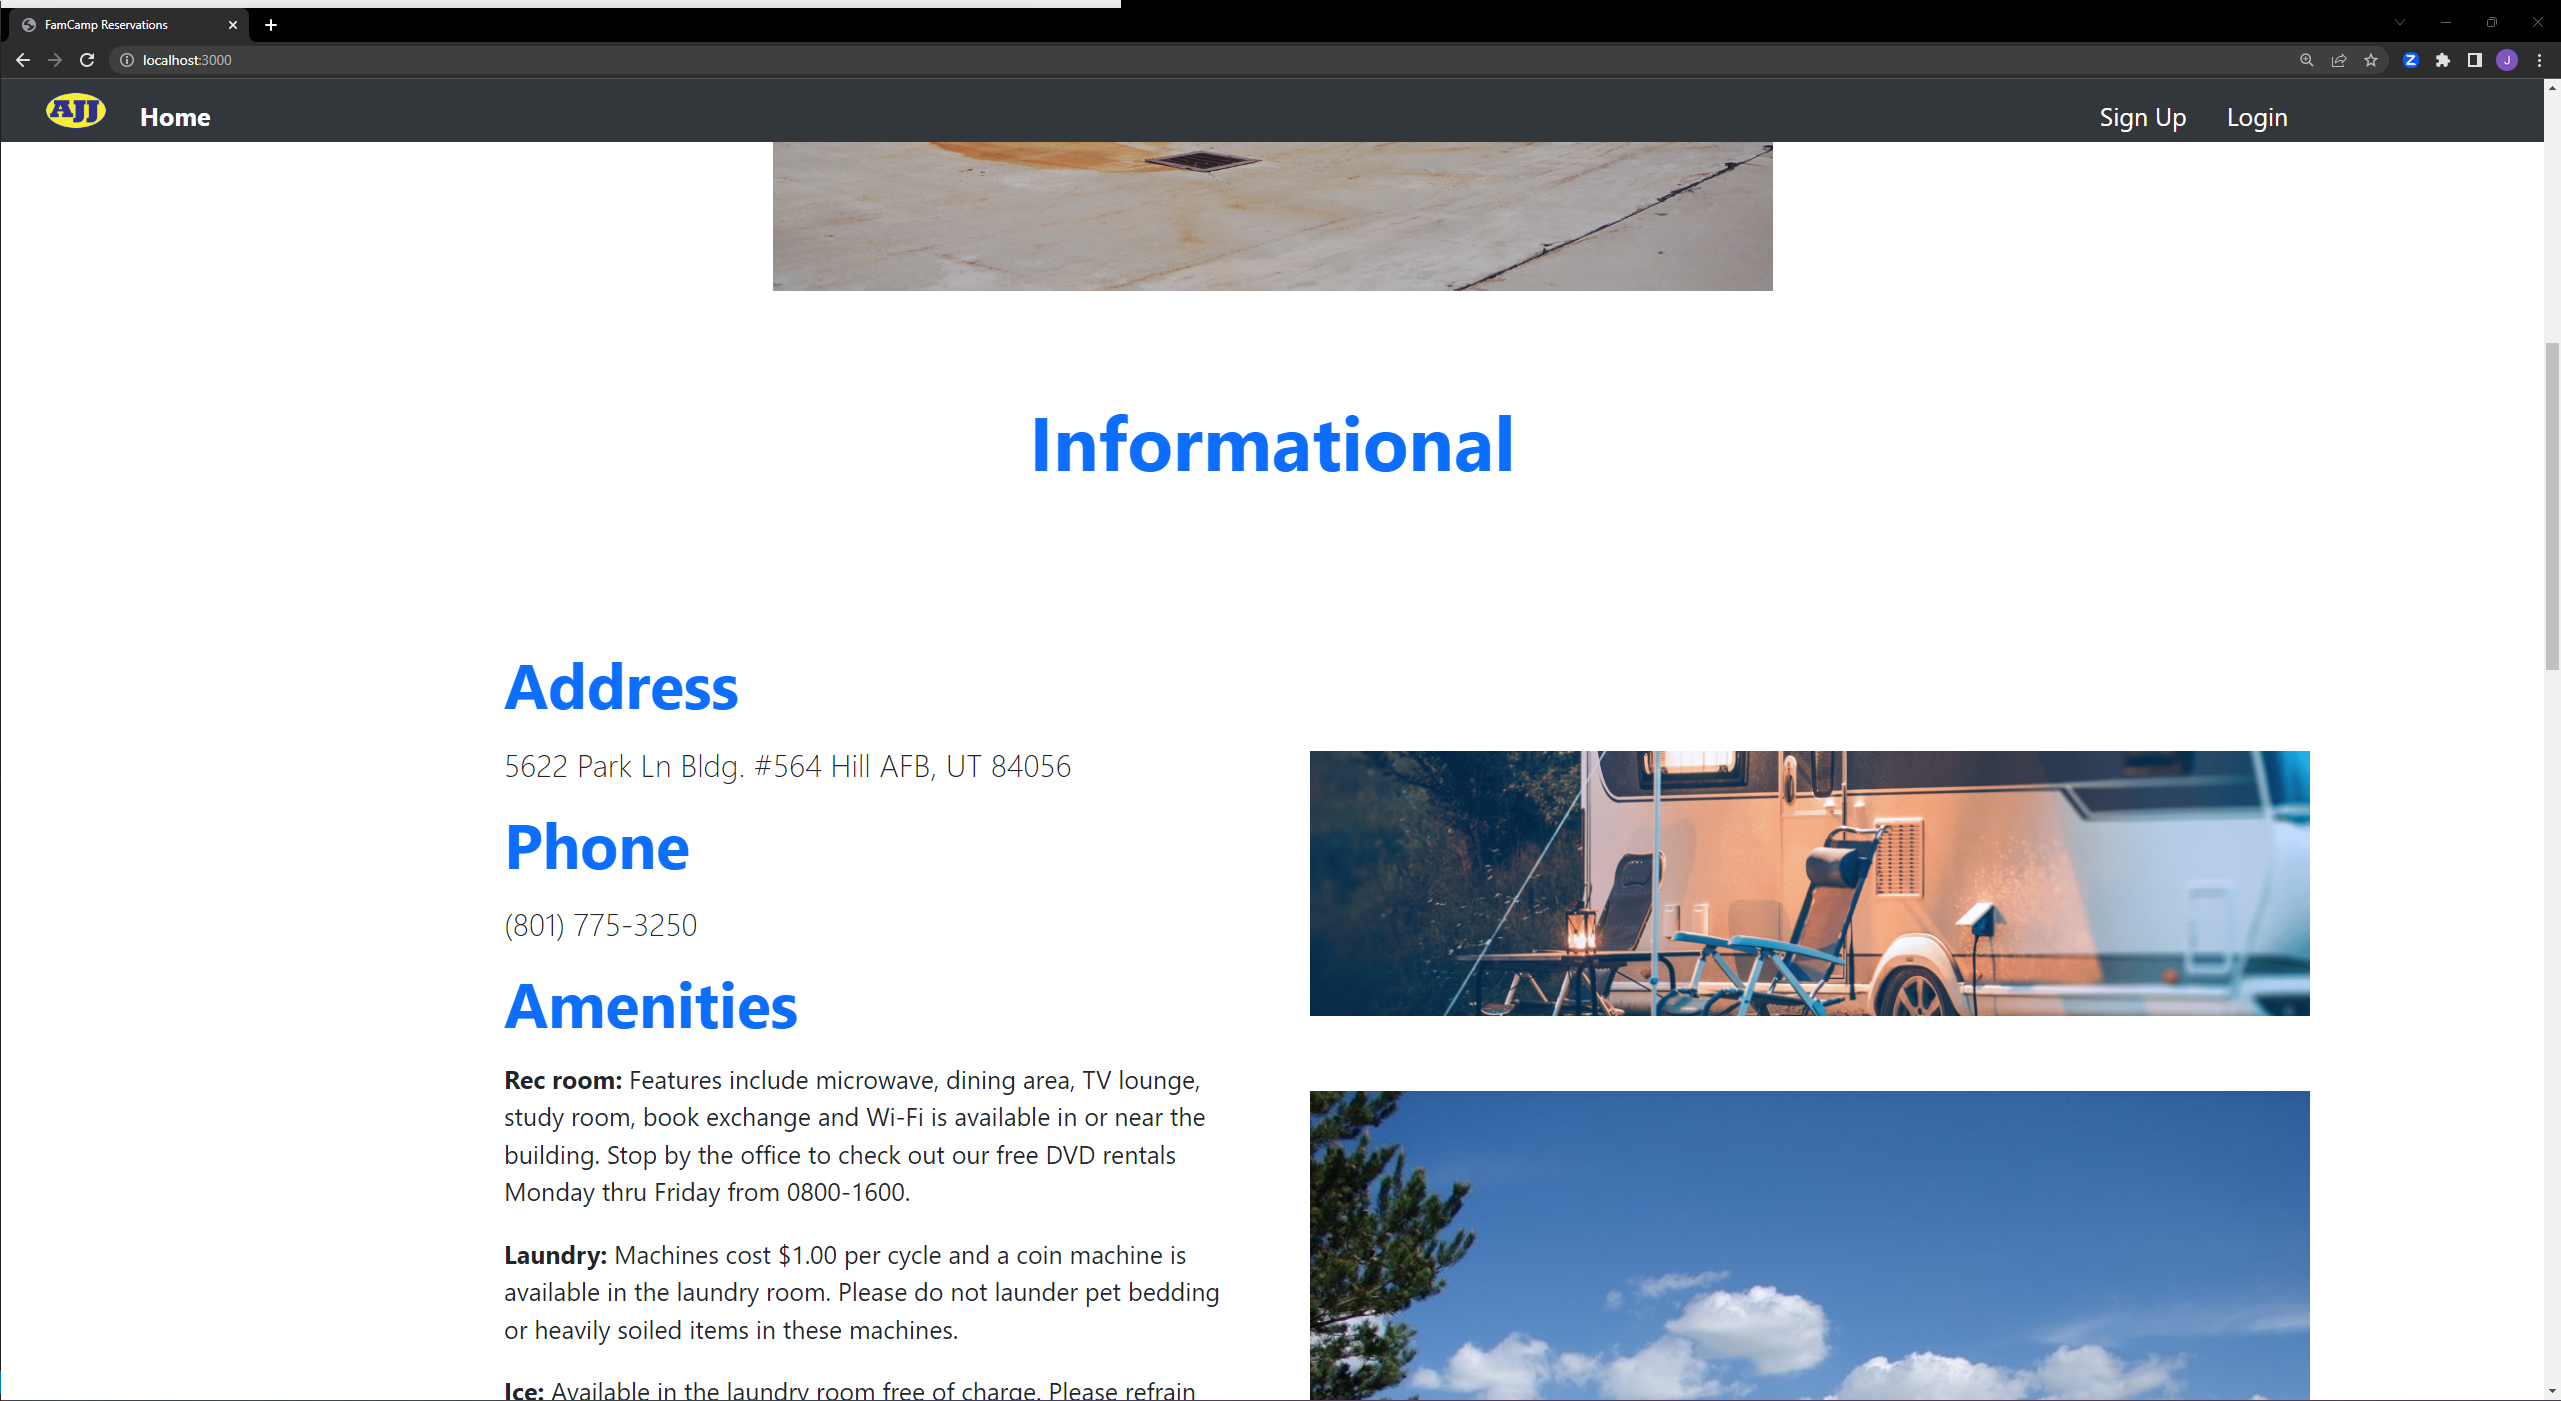 FamCamp Reservations
localhost:3000
Z
J
AJJ
Home
Sign Up
Login
Informational
Address
5622 Park Ln Bldg. #564 Hill AFB, UT 84056
Phone
(801) 775-3250
Amenities
Rec room: Features include microwave, dining area, TV lounge,
study room, book exchange and Wi-Fi is available in or near the
building. Stop by the office to check out our free DVD rentals
Monday thru Friday from 0800-1600.
Laundry: Machines cost $1.00 per cycle and a coin machine is
available in the laundry room. Please do not launder pet bedding
or heavily soiled items in these machines.
Ice: Available in the laundry room free of charge. Please refrain